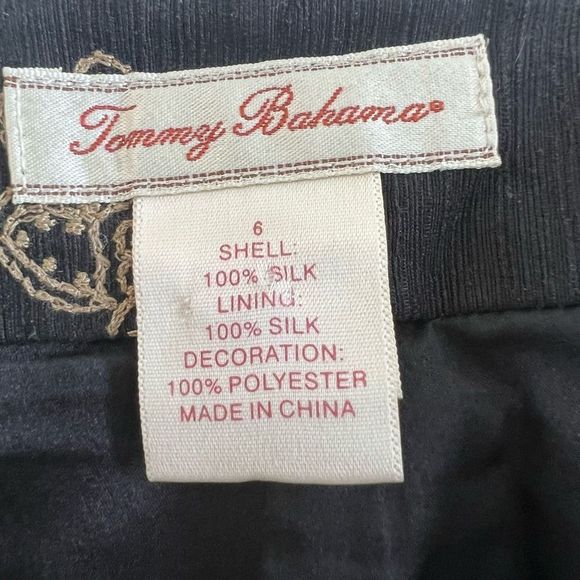 Tommy Bahama®
6
SHELL:
100% SILK
LINING:
100% SILK
DECORATION:
100% POLYESTER
MADE IN CHINA